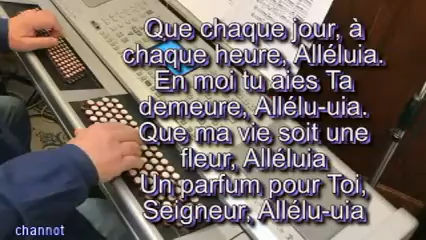 Que chaque jour, à
chaque heure, Alléluia.
En moi tu aies Ta
demeure, Allélu-uia.
Que ma vie soit une
fleur, Alléluia
Un parfum pour Toi,
Seigneur, Allélu-uia
channot